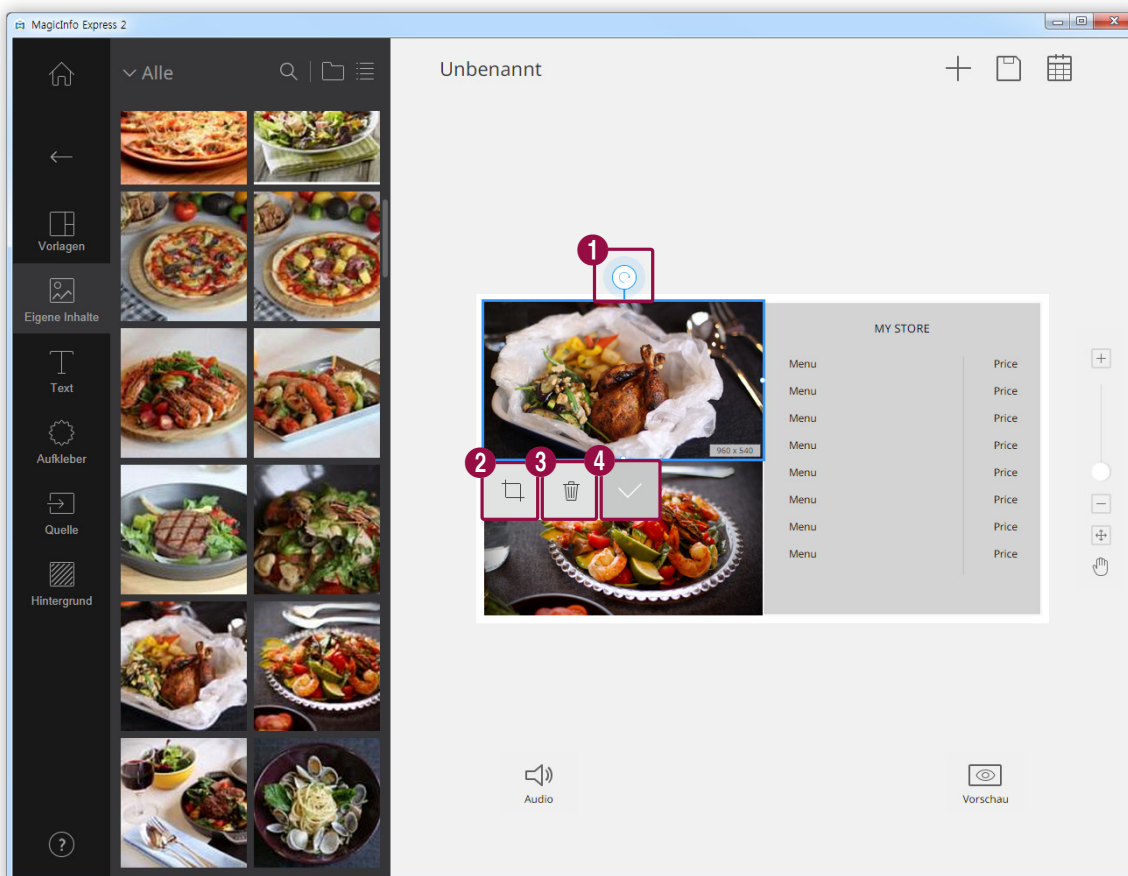 MagicInfo Express 2
Alle
Unbenannt
Vorlagen
Eigene Inhalte
Text
Aufkleber
Quelle
Hintergrund
?
1
960 x 540
2
3
4
MY STORE
Menu Price
Menu Price
Menu Price
Menu Price
Menu Price
Menu Price
Menu Price
Menu Price
Audio
Vorschau